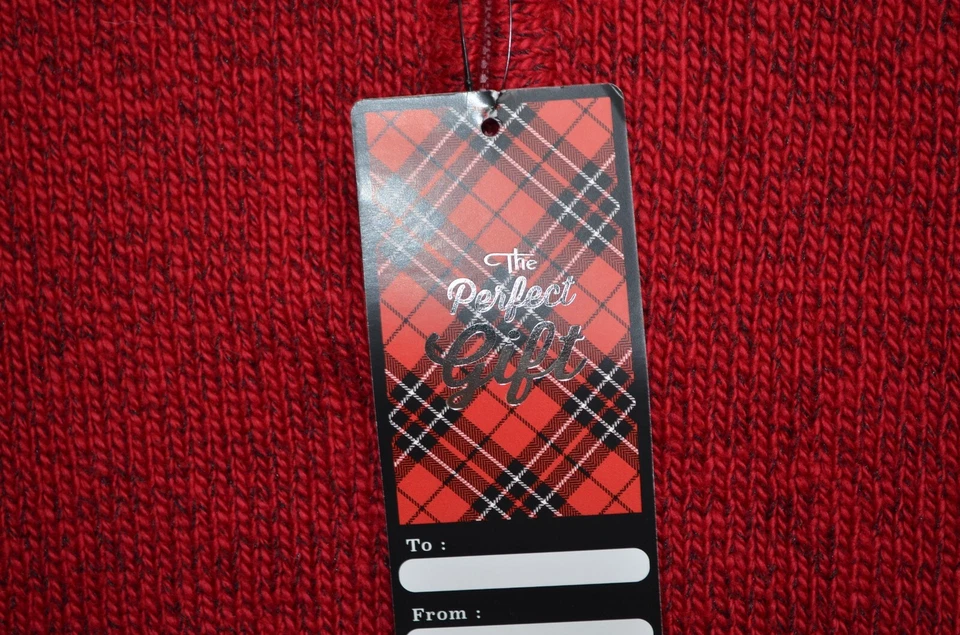 The
Perfect
Gift
To :
From :